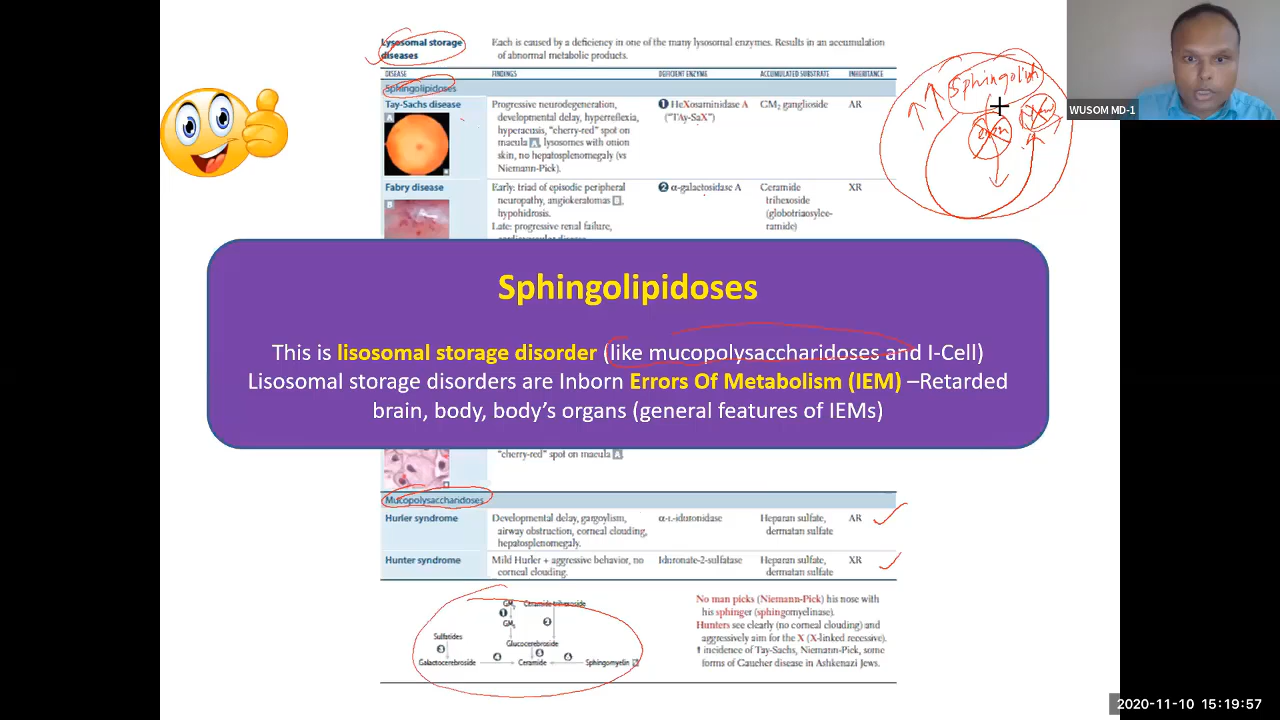 Lysosomal storage
diseases
Each is caused by a deficiency in one of the many lysosomal enzymes. Results in an accumulation
of abnormal metabolic products.
DISEASE FINDINGS DEFICIENT ENZYME ACCUMULATED SUBSTRATE INHERITANCE
Sphingolipidoses
Tay-Sachs disease
A
Progressive neurodegeneration,
developmental delay, hyperreflexia,
hyperacusis, "cherry-red" spot on
macula A, lysosomes with onion
skin, no hepatosplenomegaly (vs
Niemann-Pick).
1 HeXosaminidase A
("TAy-SaX")
GM2 ganglioside
AR
Fabry disease
B
Early: triad of episodic peripheral
neuropathy, angiokeratomas B,
hypohidrosis.
Late: progressive renal failure,
2 α-galactosidase A
Ceramide
trihexoside
(globotriaosylce-
ramide)
XR
WUSOM MD-1
Sphingolipidoses
This is lisosomal storage disorder (like mucopolysaccharidoses and I-Cell)
Lisosomal storage disorders are Inborn Errors Of Metabolism (IEM) –Retarded
brain, body, body's organs (general features of IEMs)
"cherry-red" spot on macula A.
Mucopolysaccharidoses
Hurler syndrome
Developmental delay, gargoylism,
airway obstruction, corneal clouding,
hepatosplenomegaly.
α-L-iduronidase
Heparan sulfate,
dermatan sulfate
AR
Hunter syndrome
Mild Hurler + aggressive behavior, no
corneal clouding.
Iduronate-2-sulfatase
Heparan sulfate,
dermatan sulfate
XR
GM2 Ceramide trihexoside
1
2
GM3
Sulfatides
Glucocerebroside
3
Galactocerebroside 4 Ceramide Sphingomyelin
No man picks (Niemann-Pick) his nose with
his sphinger (sphingomyelinase).
Hunters see clearly (no corneal clouding) and
aggressively aim for the X (X-linked recessive).
↑ incidence of Tay-Sachs, Niemann-Pick, some
forms of Gaucher disease in Ashkenazi Jews.
2020-11-10 15:19:57